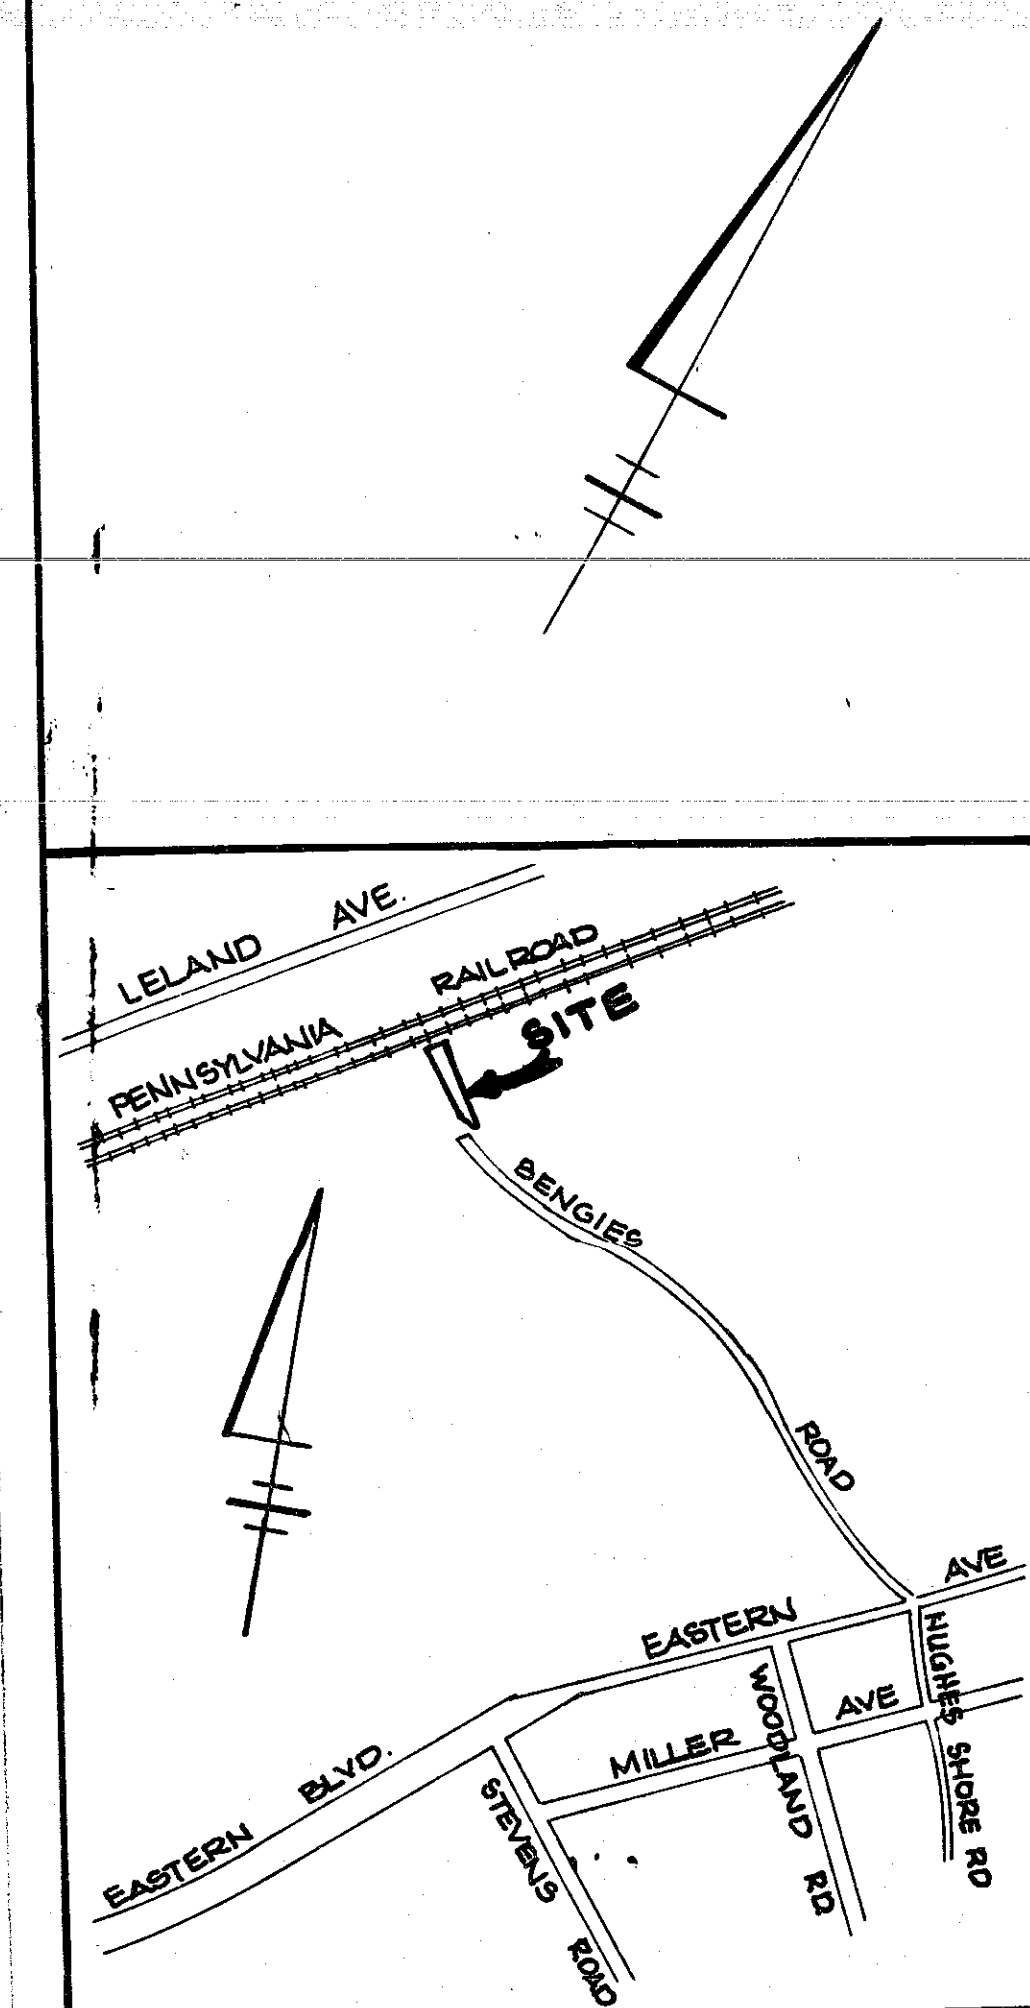 LELAND AVE.
PENNSYLVANIA RAILROAD
SITE
BENGIES ROAD
EASTERN AVE
HUGHES SHORE RD
WOODLAND RD
MILLER AVE
EASTERN BLVD.
STEVENS ROAD